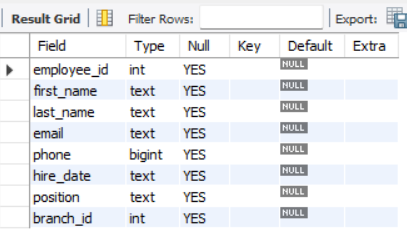 Result Grid Filter Rows: Export:
Field Type Null Key Default Extra
employee_id int YES NULL
first_name text YES NULL
last_name text YES NULL
email text YES NULL
phone bigint YES NULL
hire_date text YES NULL
position text YES NULL
branch_id int YES NULL